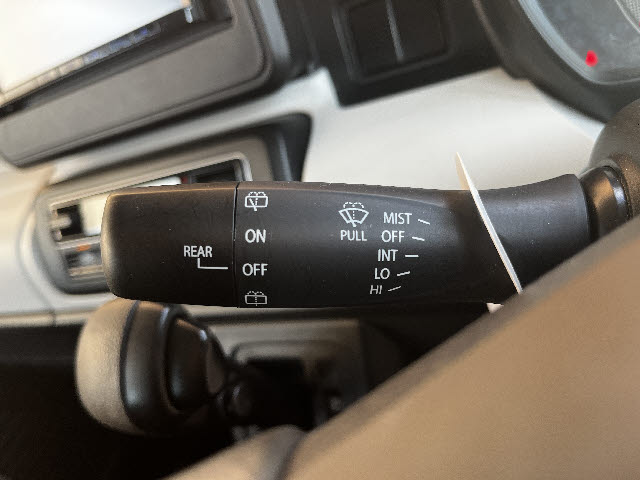 REAR
ON
OFF
PULL
MIST
OFF
INT
LO
HI